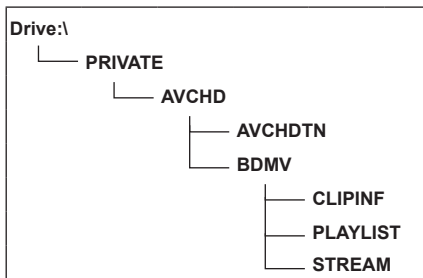 Drive:\
PRIVATE
AVCHD
AVCHDTN
BDMV
CLIPINF
PLAYLIST
STREAM